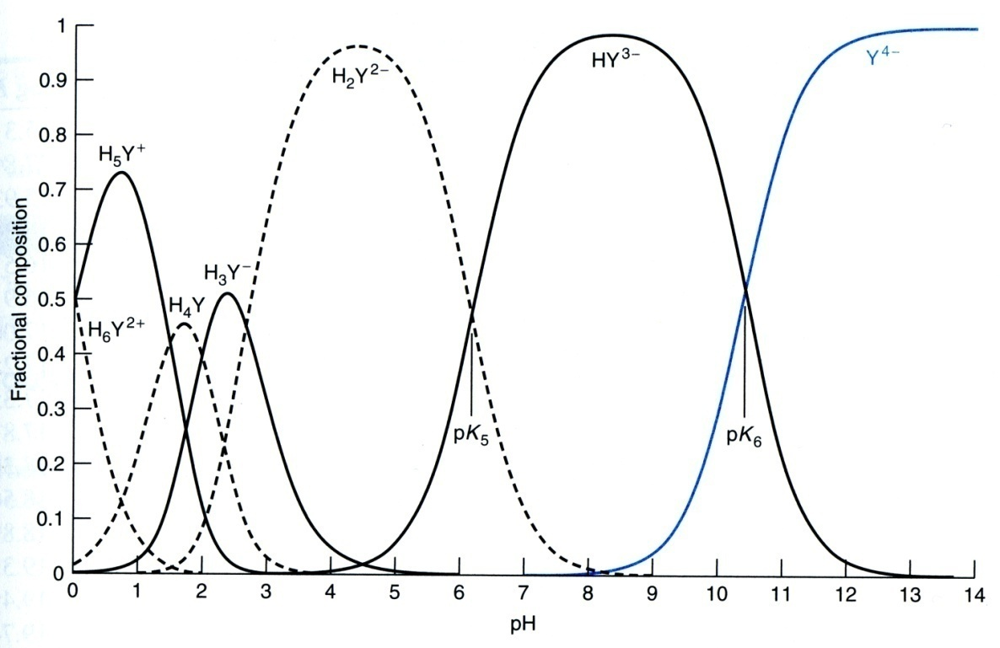 1
0.9
0.8
0.7
0.6
0.5
0.4
0.3
0.2
0.1
0
Fractional composition
H₅Y⁺
H₆Y²⁺
H₄Y
H₃Y⁻
H₂Y²⁻
HY³⁻
Y⁴⁻
pK₅
pK₆
0 1 2 3 4 5 6 7 8 9 10 11 12 13 14
pH